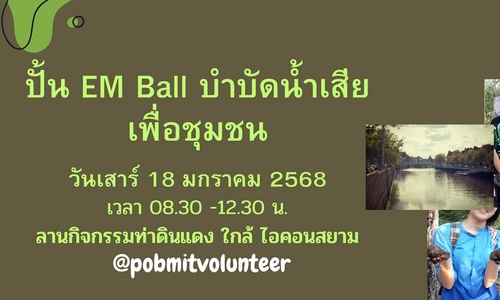 ปั้น EM Ball บำบัดน้ำเสีย
เพื่อชุมชน
วันเสาร์ 18 มกราคม 2568
เวลา 08.30 -12.30 น.
ลานกิจกรรมท่าดินแดง ใกล้ ไอคอนสยาม
@pobmitvolunteer